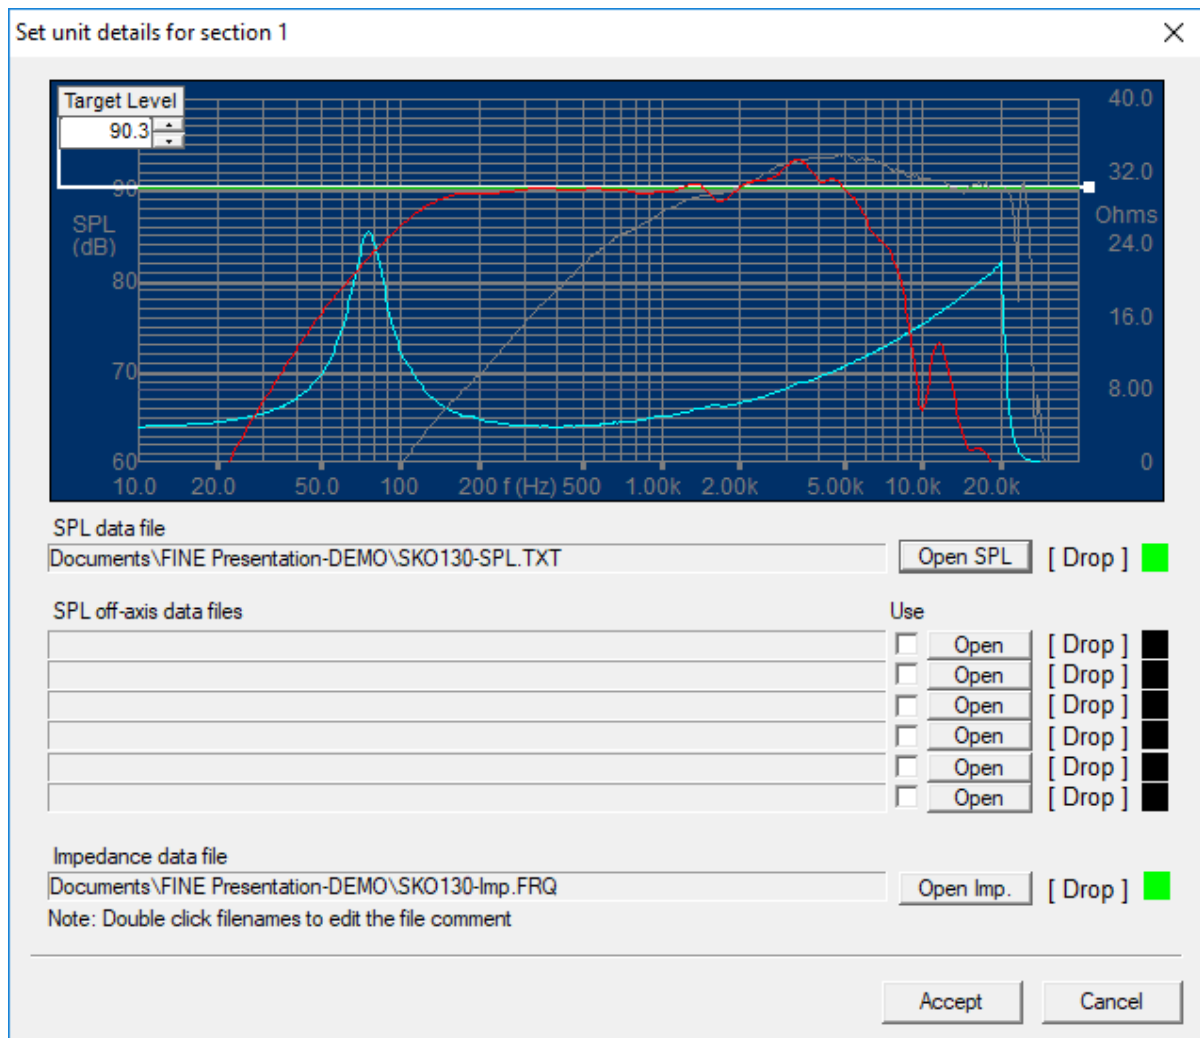 Set unit details for section 1
Target Level
90.3
40.0
90
32.0
SPL
(dB)
Ohms
24.0
80
16.0
70
8.00
60
0
10.0 20.0 50.0 100 200 f (Hz) 500 1.00k 2.00k 5.00k 10.0k 20.0k
SPL data file
Documents\FINE Presentation-DEMO\SKO130-SPL.TXT Open SPL [ Drop ]
SPL off-axis data files Use
Open [ Drop ]
Open [ Drop ]
Open [ Drop ]
Open [ Drop ]
Open [ Drop ]
Open [ Drop ]
Impedance data file
Documents\FINE Presentation-DEMO\SKO130-Imp.FRQ Open Imp. [ Drop ]
Note: Double click filenames to edit the file comment
Accept Cancel